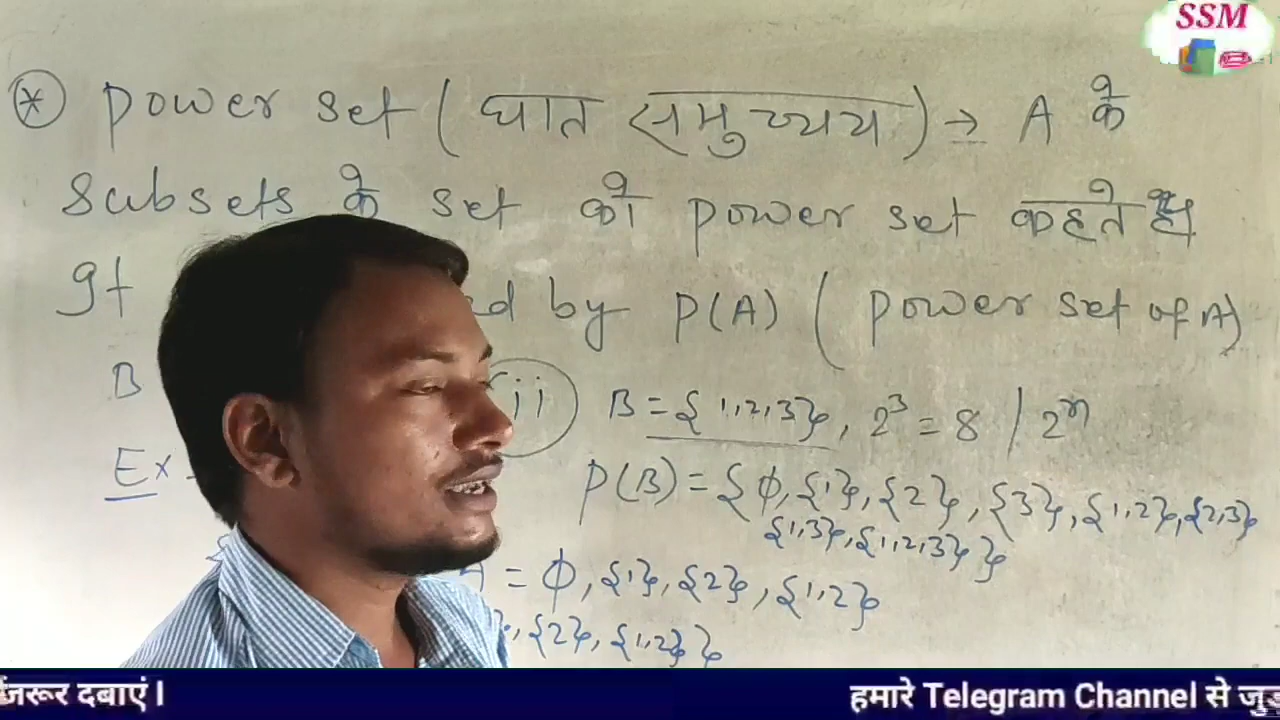 SSM
* Power set ( घात समुच्यय ) → A के
Subsets के set को power set कहते हैं।
It by P(A) ( power set of A)
B
(ii) B = {1,2,3}, 2³ = 8 / 2ⁿ
Ex -
P(B) = {ϕ, {1}, {2}, {3}, {1,2}, {2,3}
{1,3}, {1,2,3} }
= ϕ, {1}, {2}, {1,2}
, {2}, {1,2} }
जरूर दबाएं l हमारे Telegram Channel से